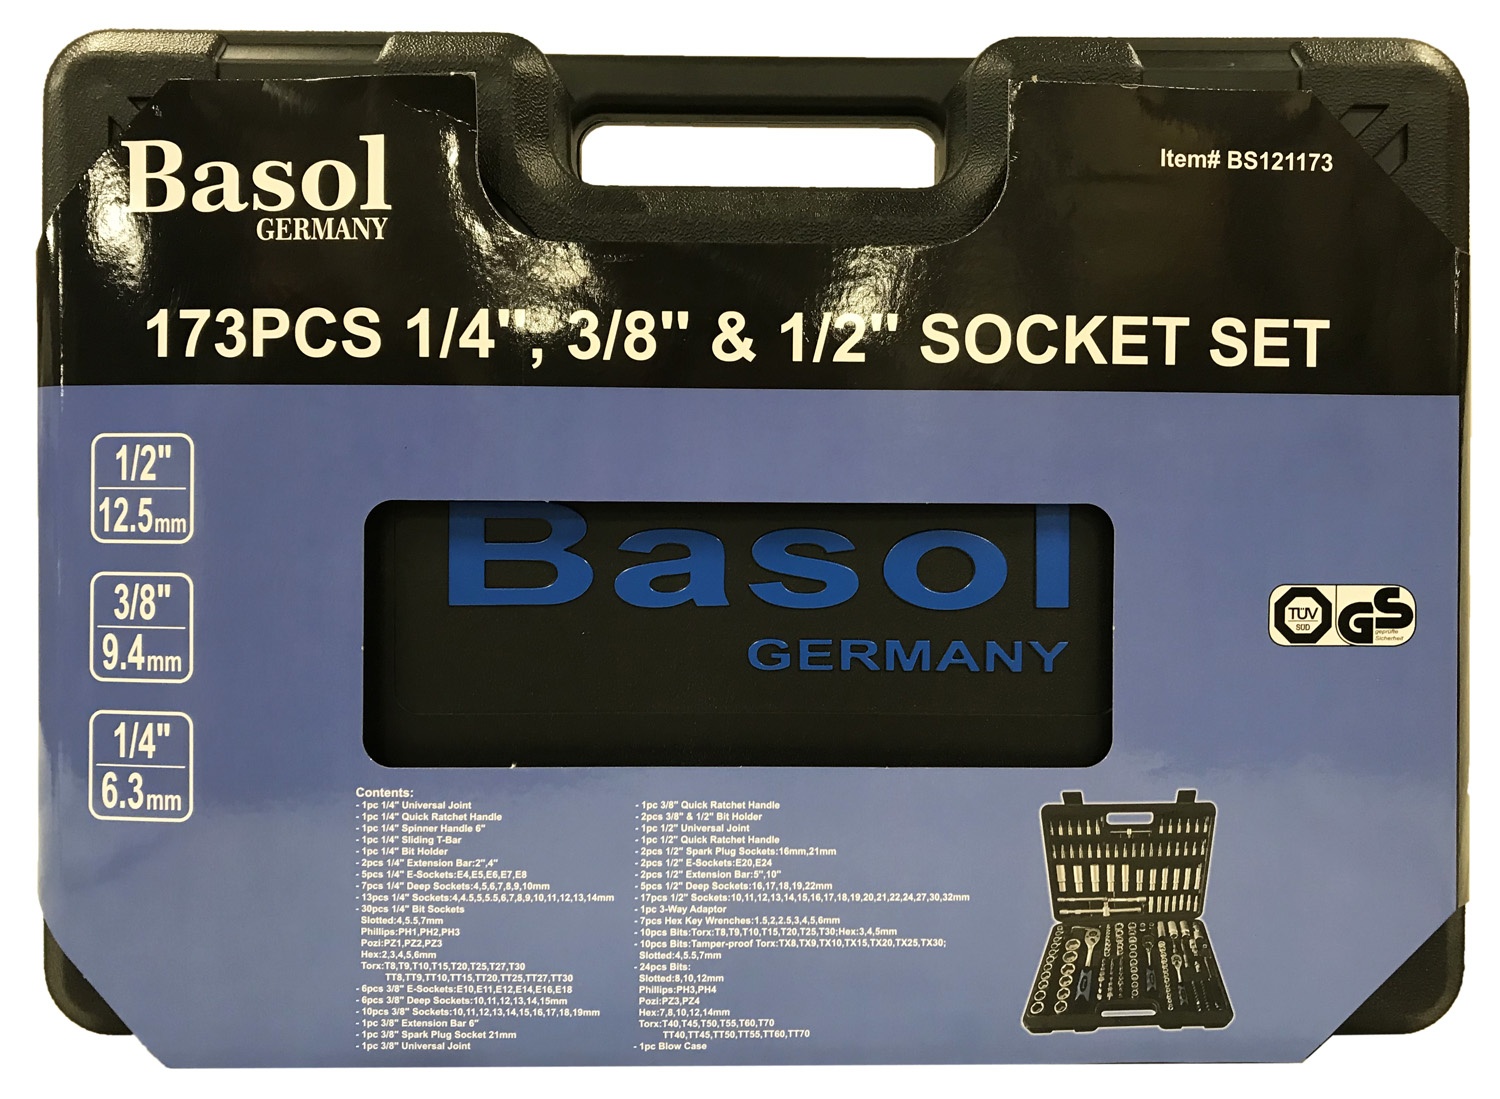 Basol
GERMANY
Item# BS121173
173PCS 1/4", 3/8" & 1/2" SOCKET SET
1/2"
12.5mm
3/8"
9.4mm
1/4"
6.3mm
Basol
GERMANY
TÜV
SÜD
GS
geprüfte
Sicherheit
Contents:
- 1pc 1/4" Universal Joint
- 1pc 1/4" Quick Ratchet Handle
- 1pc 1/4" Spinner Handle 6"
- 1pc 1/4" Sliding T-Bar
- 1pc 1/4" Bit Holder
- 2pcs 1/4" Extension Bar:2",4"
- 5pcs 1/4" E-Sockets:E4,E5,E6,E7,E8
- 7pcs 1/4" Deep Sockets:4,5,6,7,8,9,10mm
- 13pcs 1/4" Sockets:4,4.5,5,5.5,6,7,8,9,10,11,12,13,14mm
- 30pcs 1/4" Bit Sockets
Slotted:4,5.5,7mm
Phillips:PH1,PH2,PH3
Pozi:PZ1,PZ2,PZ3
Hex:2,3,4,5,6mm
Torx:T8,T9,T10,T15,T20,T25,T27,T30
TT8,TT9,TT10,TT15,TT20,TT25,TT27,TT30
- 6pcs 3/8" E-Sockets:E10,E11,E12,E14,E16,E18
- 6pcs 3/8" Deep Sockets:10,11,12,13,14,15mm
- 10pcs 3/8" Sockets:10,11,12,13,14,15,16,17,18,19mm
- 1pc 3/8" Extension Bar 6"
- 1pc 3/8" Spark Plug Socket 21mm
- 1pc 3/8" Universal Joint
- 1pc 3/8" Quick Ratchet Handle
- 2pcs 3/8" & 1/2" Bit Holder
- 1pc 1/2" Universal Joint
- 1pc 1/2" Quick Ratchet Handle
- 2pcs 1/2" Spark Plug Sockets:16mm,21mm
- 2pcs 1/2" E-Sockets:E20,E24
- 2pcs 1/2" Extension Bar:5",10"
- 5pcs 1/2" Deep Sockets:16,17,18,19,22mm
- 17pcs 1/2" Sockets:10,11,12,13,14,15,16,17,18,19,20,21,22,24,27,30,32mm
- 1pc 3-Way Adaptor
- 7pcs Hex Key Wrenches:1.5,2,2.5,3,4,5,6mm
- 10pcs Bits:Torx:T8,T9,T10,T15,T20,T25,T30;Hex:3,4,5mm
- 10pcs Bits:Tamper-proof Torx:TX8,TX9,TX10,TX15,TX20,TX25,TX30;
Slotted:4,5.5,7mm
- 24pcs Bits:
Slotted:8,10,12mm
Phillips:PH3,PH4
Pozi:PZ3,PZ4
Hex:7,8,10,12,14mm
Torx:T40,T45,T50,T55,T60,T70
TT40,TT45,TT50,TT55,TT60,TT70
- 1pc Blow Case